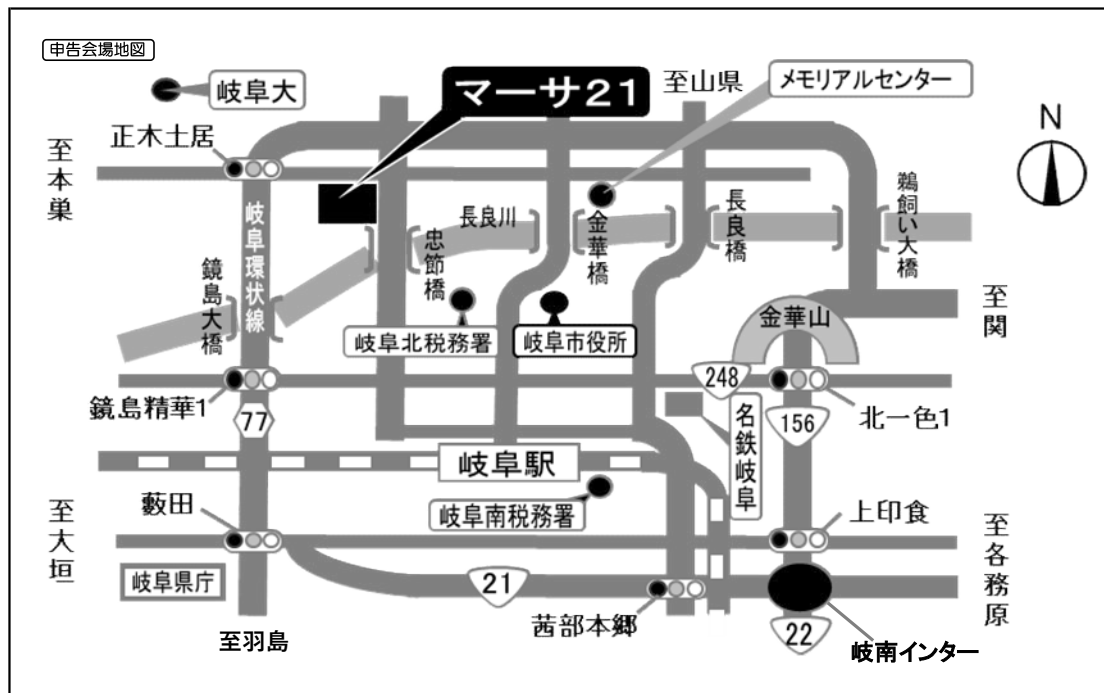 申告会場地図
岐阜大
マーサ21
至山県
メモリアルセンター
N
正木土居
至本巣
岐阜環状線
長良川
忠節橋
金華橋
長良橋
鵜飼い大橋
鏡島大橋
岐阜北税務署
岐阜市役所
金華山
至関
鏡島精華1
77
248
156
北一色1
名鉄岐阜
岐阜駅
岐阜南税務署
藪田
上印食
至大垣
至各務原
岐阜県庁
21
茜部本郷
22
至羽島
岐南インター